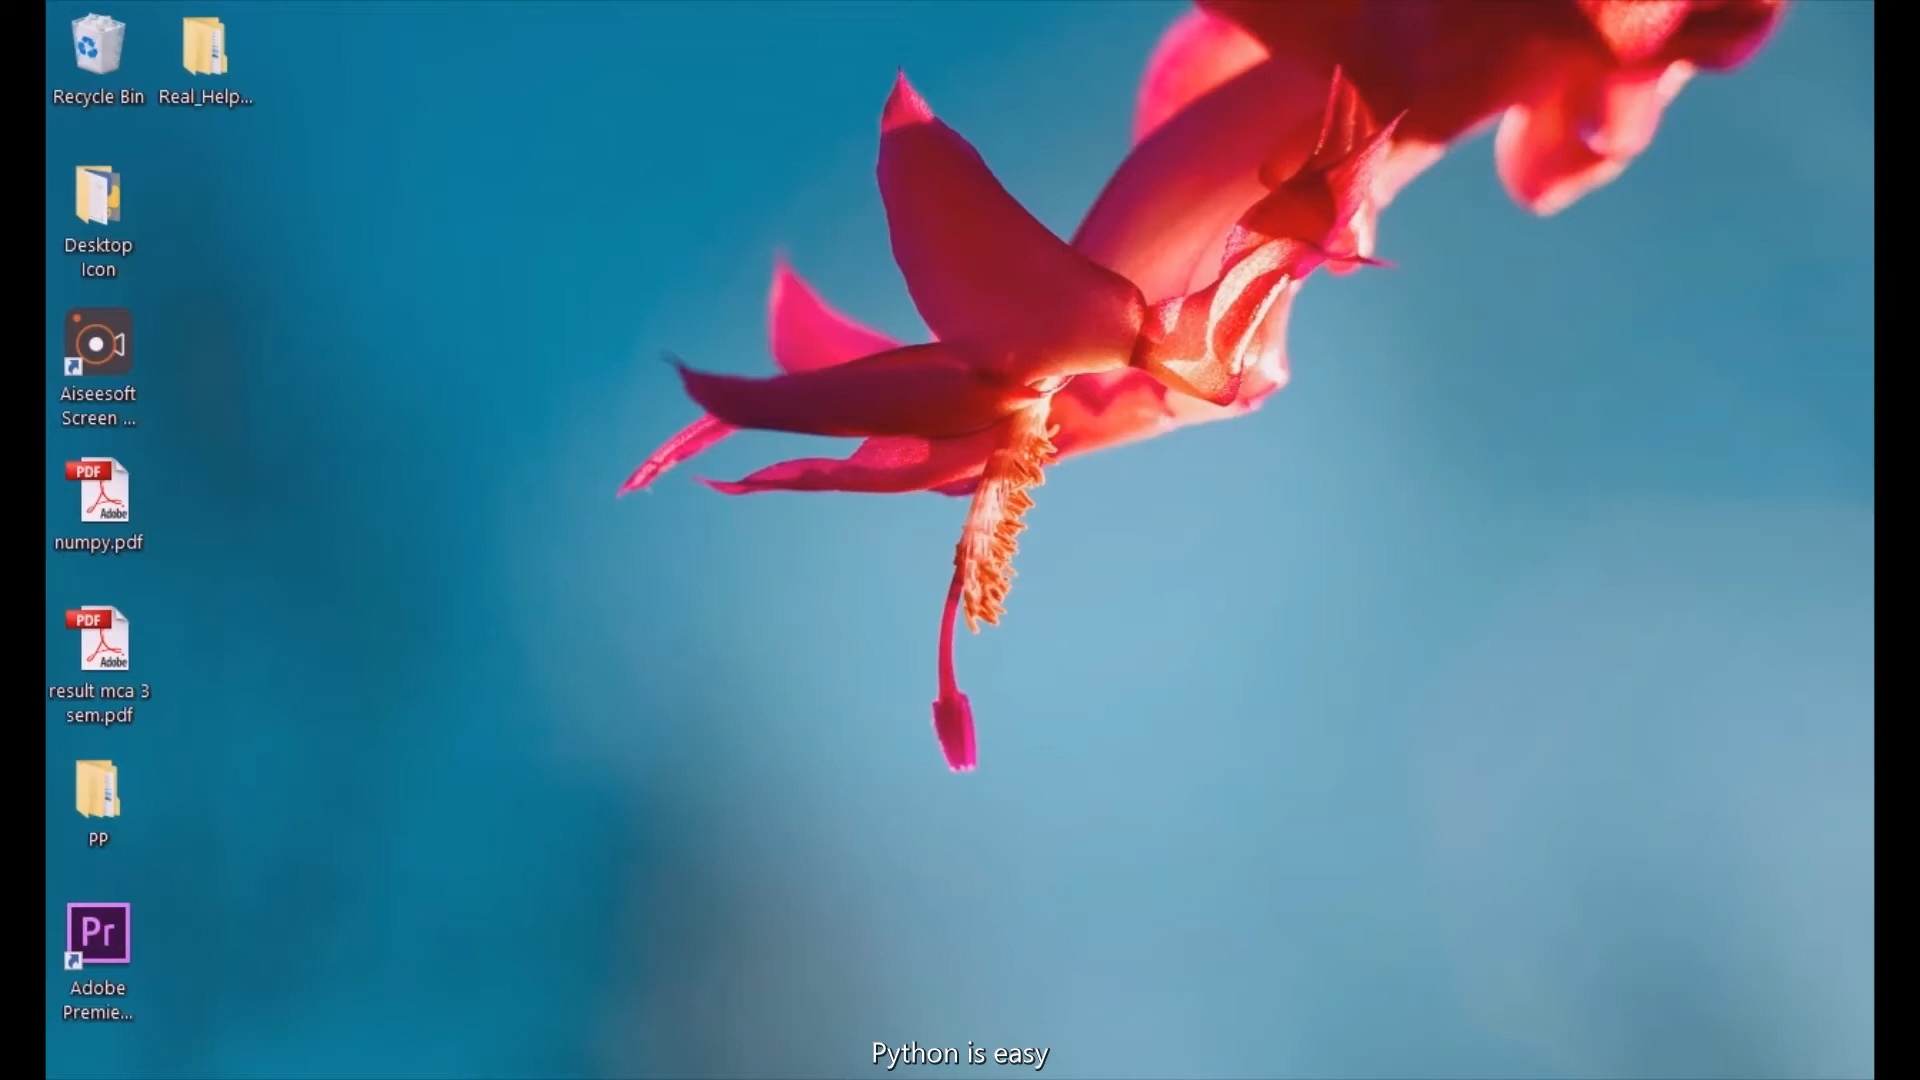 Recycle Bin
Real_Help...
Desktop
Icon
Aiseesoft
Screen ...
PDF
Adobe
numpy.pdf
PDF
Adobe
result mca 3
sem.pdf
PP
Pr
Adobe
Premie...
Python is easy